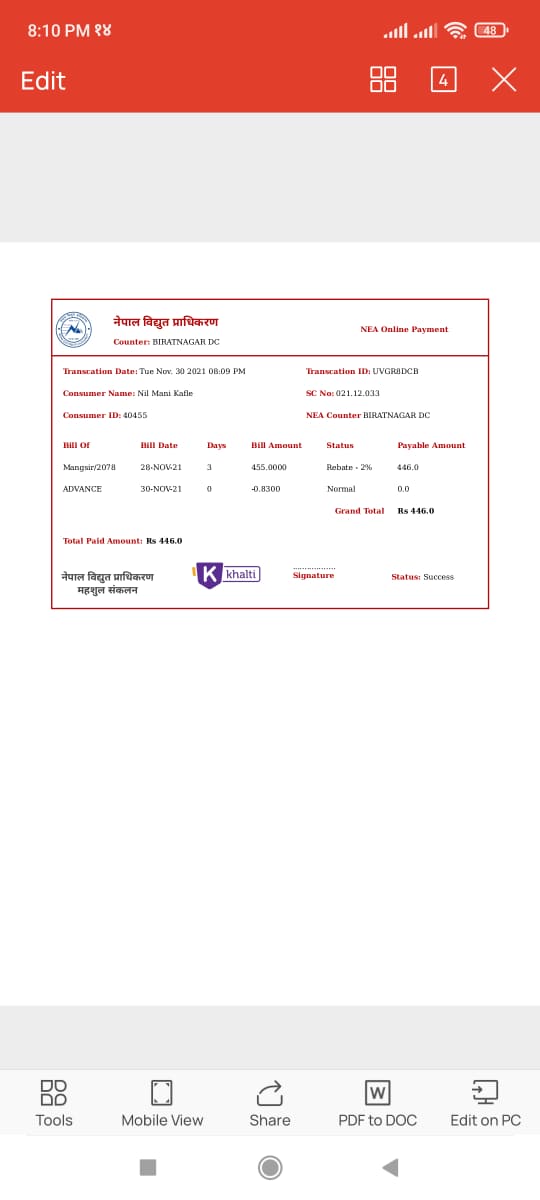 8:10 PM १४
48
Edit
4
नेपाल विद्युत प्राधिकरण
NEA Online Payment
Counter: BIRATNAGAR DC
Transcation Date: Tue Nov. 30 2021 08:09 PM
Transcation ID: UVGR8DCB
Consumer Name: Nil Mani Kafle
SC No: 021.12.033
Consumer ID: 40455
NEA Counter BIRATNAGAR DC
Bill Of Bill Date Days Bill Amount Status Payable Amount
Mangsir/2078 28-NOV-21 3 455.0000 Rebate - 2% 446.0
ADVANCE 30-NOV-21 0 -0.8300 Normal 0.0
Grand Total Rs 446.0
Total Paid Amount: Rs 446.0
नेपाल विद्युत प्राधिकरण
महशुल संकलन
K khalti
..................
Signature
Status: Success
Tools Mobile View Share PDF to DOC Edit on PC
W